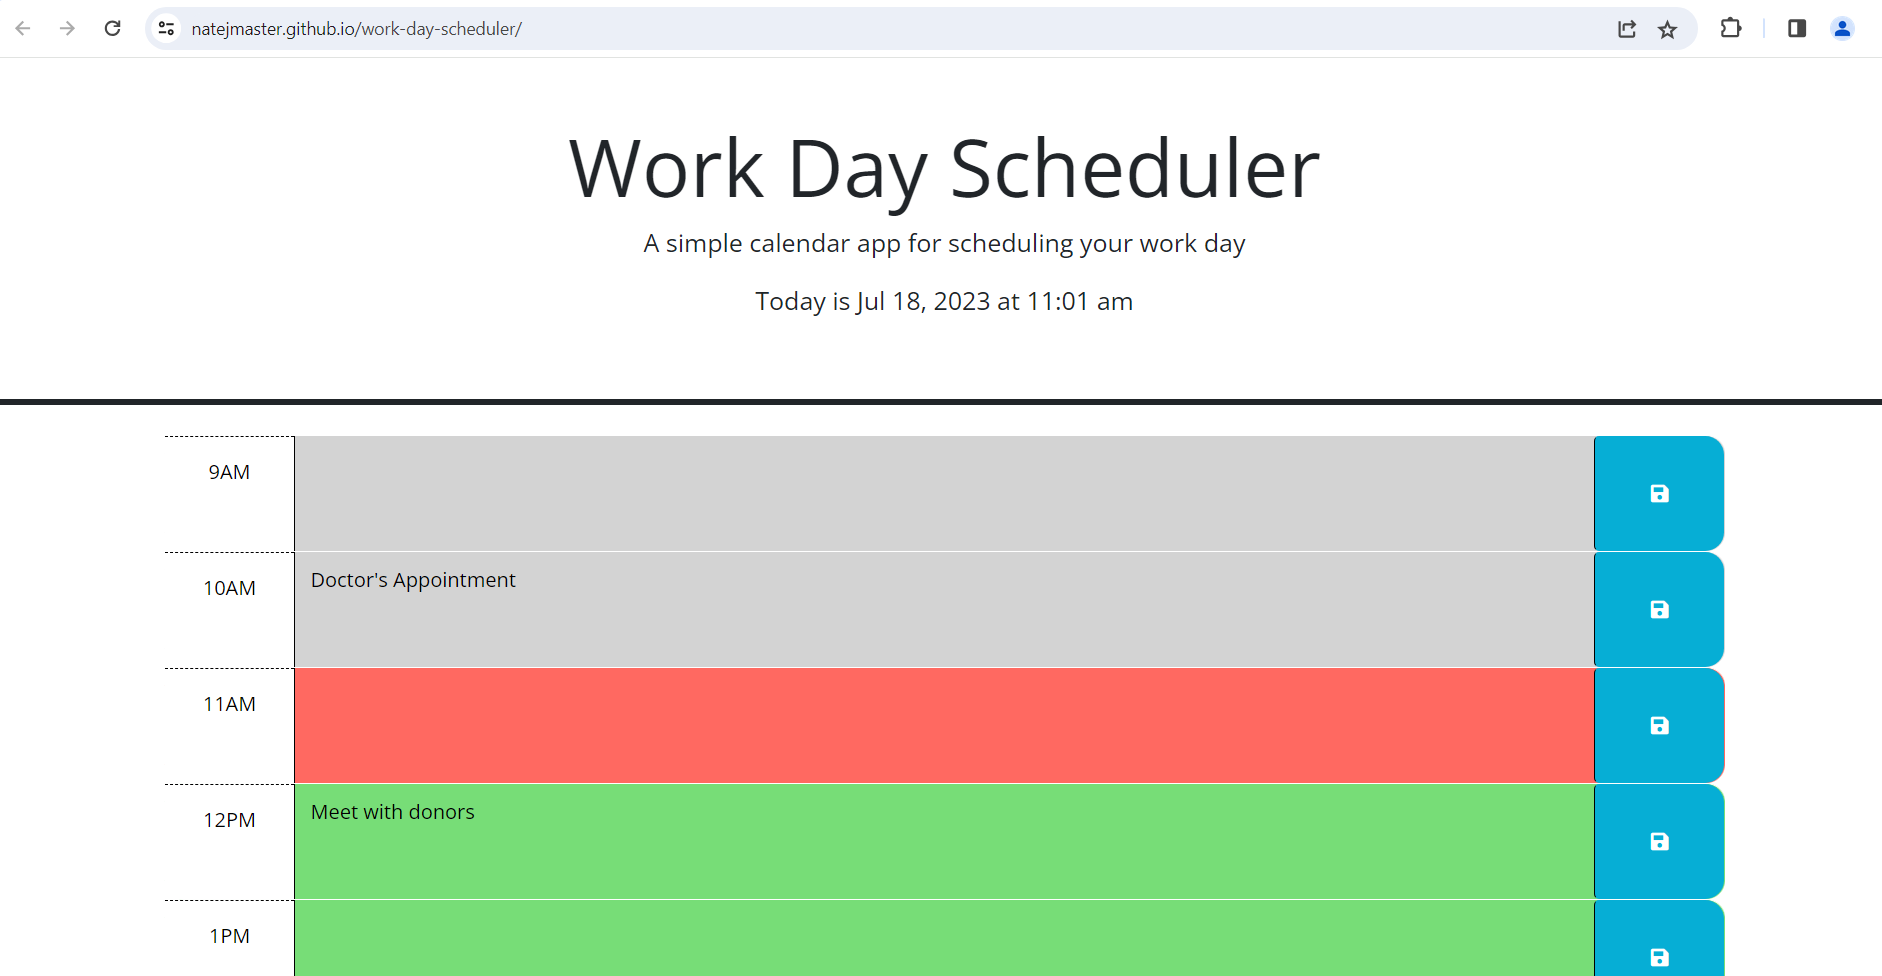 natejmaster.github.io/work-day-scheduler/
Work Day Scheduler
A simple calendar app for scheduling your work day
Today is Jul 18, 2023 at 11:01 am
9AM
10AM
Doctor's Appointment
11AM
12PM
Meet with donors
1PM